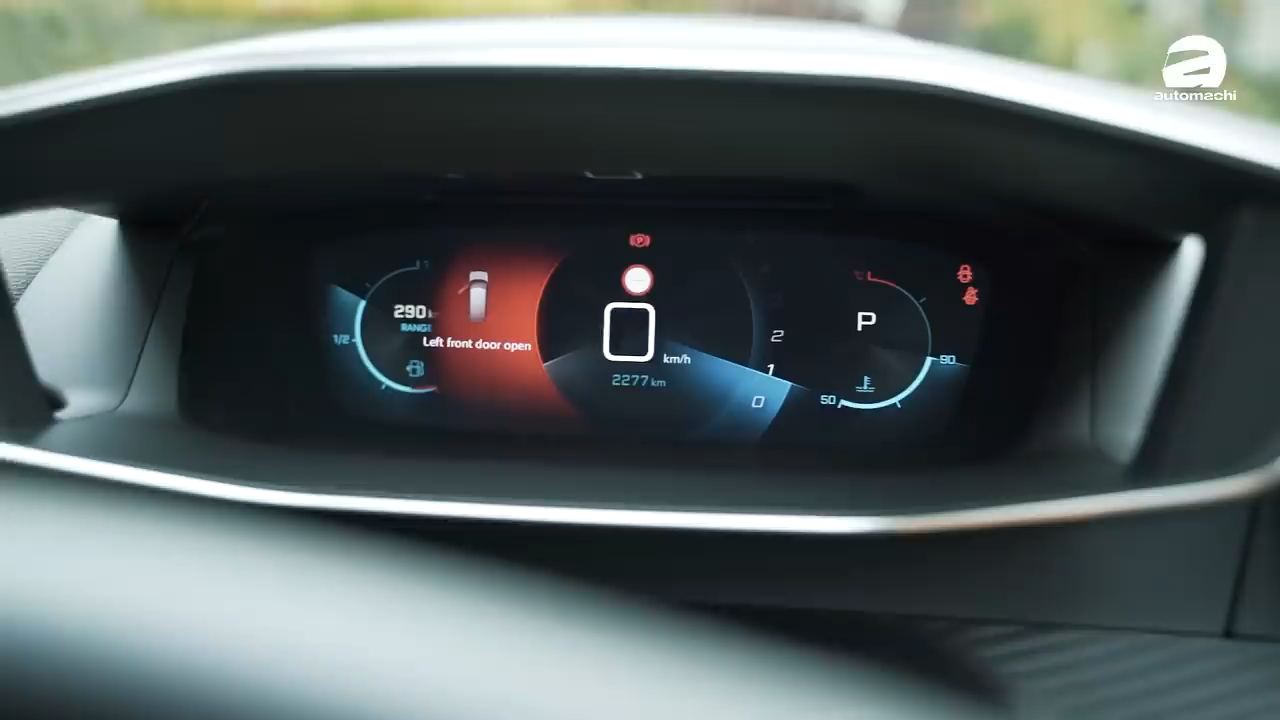 automachi
290
RANGE
1/2
Left front door open
0
km/h
2277 km
2
1
0
P
°C
90
50